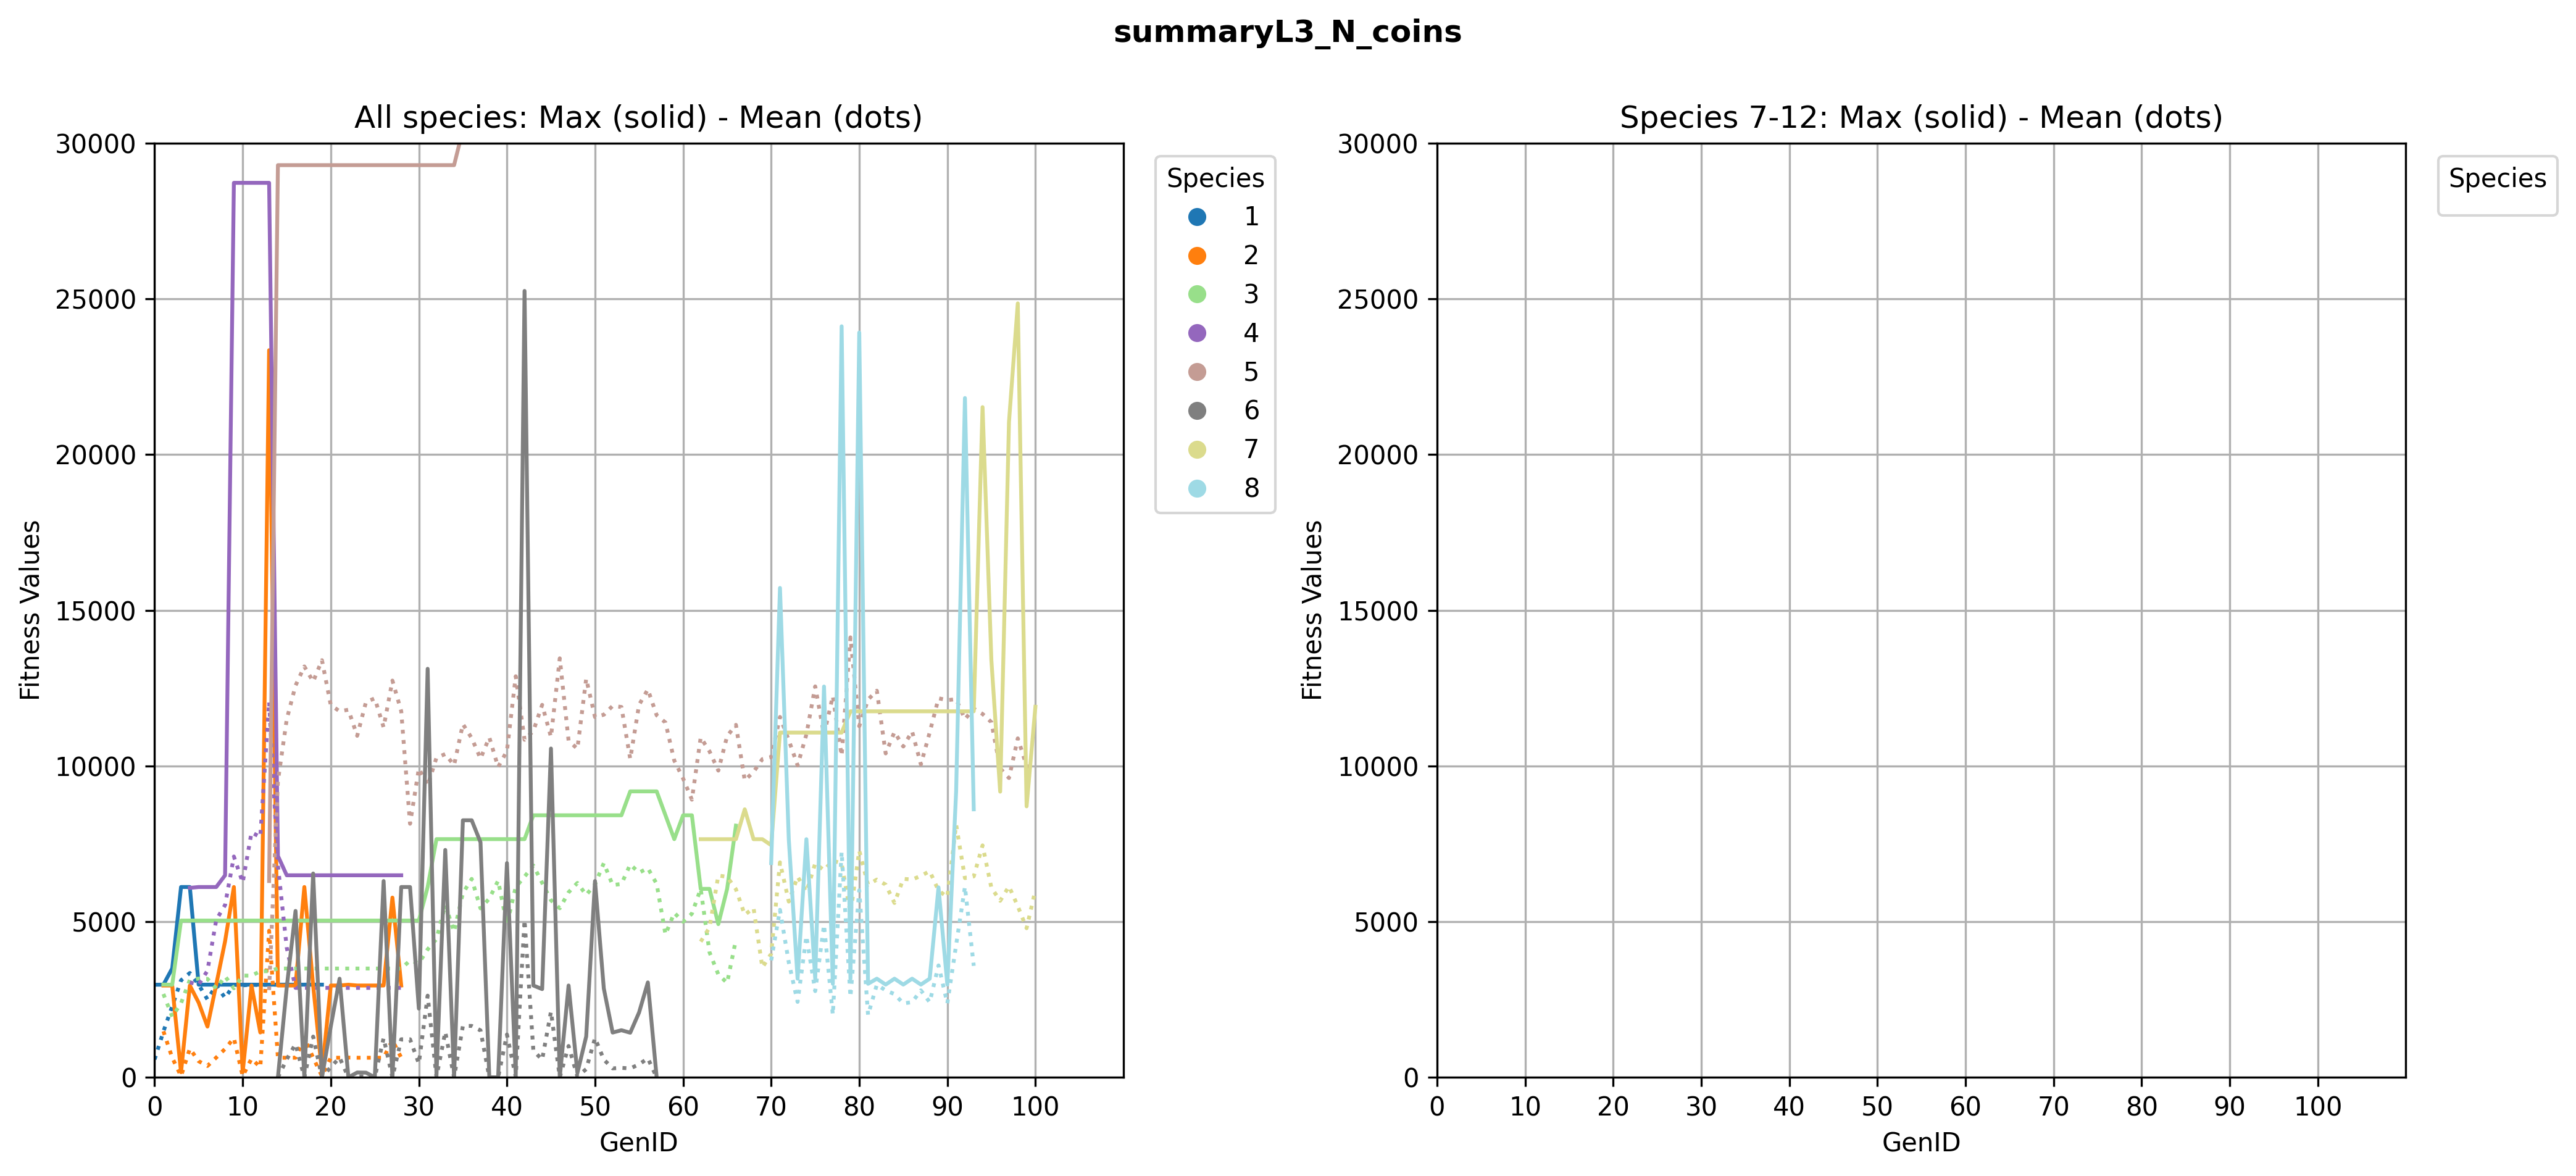 summaryL3_N_coins
All species: Max (solid) - Mean (dots)
30000
25000
20000
15000
10000
5000
0
Fitness Values
0 10 20 30 40 50 60 70 80 90 100
GenID
Species
1
2
3
4
5
6
7
8
Species 7-12: Max (solid) - Mean (dots)
30000
25000
20000
15000
10000
5000
0
Fitness Values
0 10 20 30 40 50 60 70 80 90 100
GenID
Species